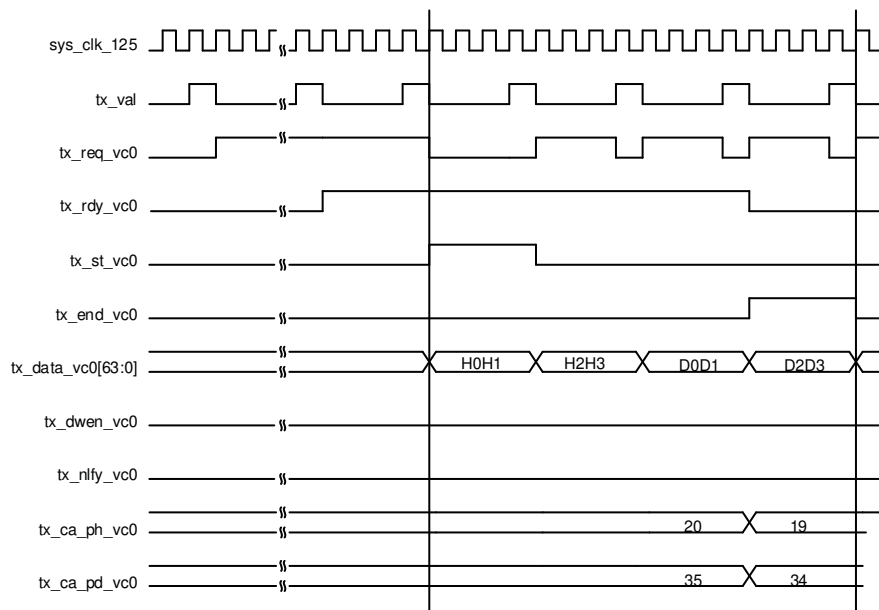 sys_clk_125
tx_val
tx_req_vc0
tx_rdy_vc0
tx_st_vc0
tx_end_vc0
tx_data_vc0[63:0] H0H1 H2H3 D0D1 D2D3
tx_dwen_vc0
tx_nlfy_vc0
tx_ca_ph_vc0 20 19
tx_ca_pd_vc0 35 34